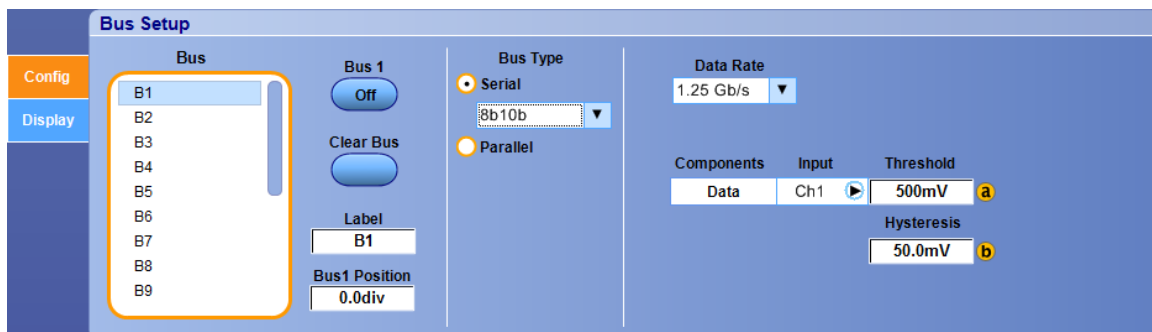 Bus Setup
Config
Display
Bus
B1
B2
B3
B4
B5
B6
B7
B8
B9
Bus 1
Off
Clear Bus
Label
B1
Bus1 Position
0.0div
Bus Type
Serial
8b10b
Parallel
Data Rate
1.25 Gb/s
Components Input Threshold
Data Ch1 500mV a
Hysteresis
50.0mV b